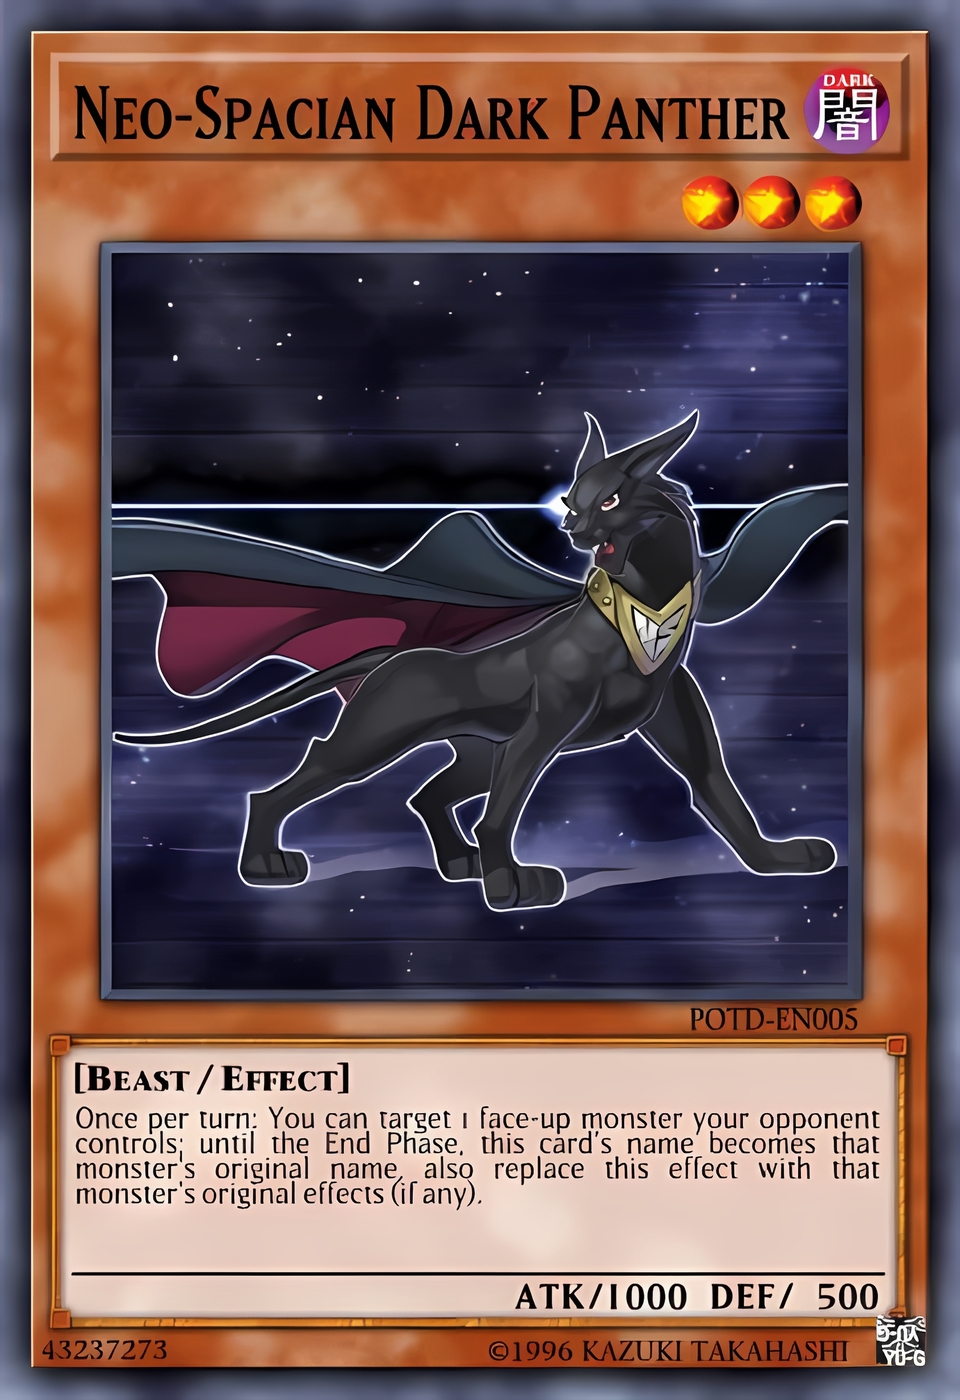 Neo-Spacian Dark Panther
DARK
闇
POTD-EN005
[Beast / Effect]
Once per turn: You can target 1 face-up monster your opponent
controls; until the End Phase, this card's name becomes that
monster's original name, also replace this effect with that
monster's original effects (if any).
ATK/1000 DEF/ 500
43237273
©1996 KAZUKI TAKAHASHI